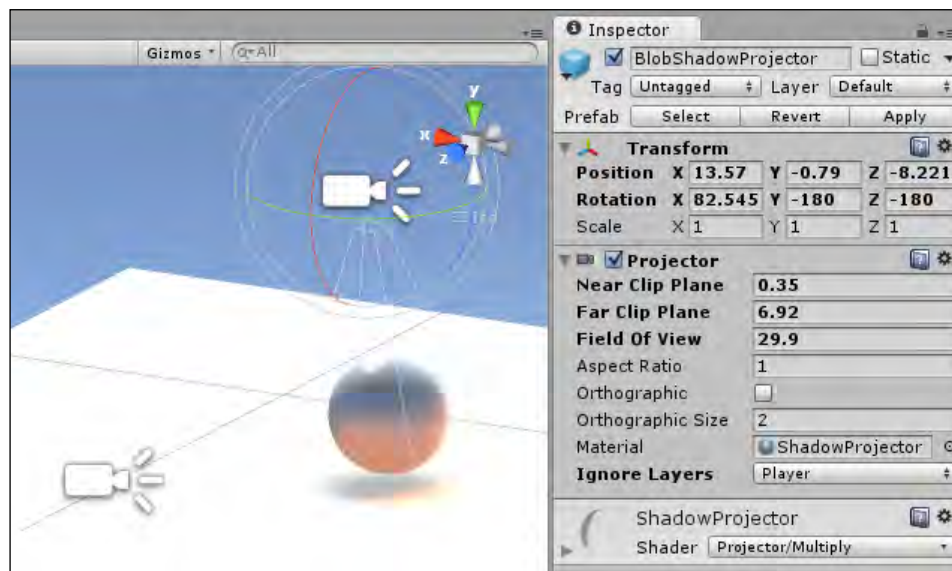 Gizmos
All
y
x
z
Inspector
BlobShadowProjector Static
Tag Untagged Layer Default
Prefab Select Revert Apply
Transform
Position X 13.57 Y -0.79 Z -8.221
Rotation X 82.545 Y -180 Z -180
Scale X 1 Y 1 Z 1
Projector
Near Clip Plane 0.35
Far Clip Plane 6.92
Field Of View 29.9
Aspect Ratio 1
Orthographic
Orthographic Size 2
Material ShadowProjector
Ignore Layers Player
ShadowProjector
Shader Projector/Multiply